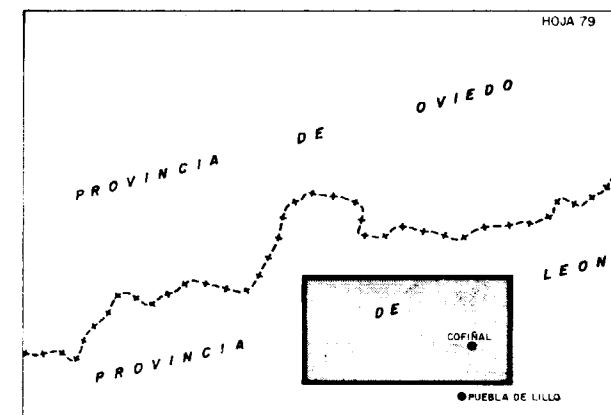 HOJA 79
PROVINCIA DE OVIEDO
PROVINCIA DE LEON
COFIÑAL
PUEBLA DE LILLO